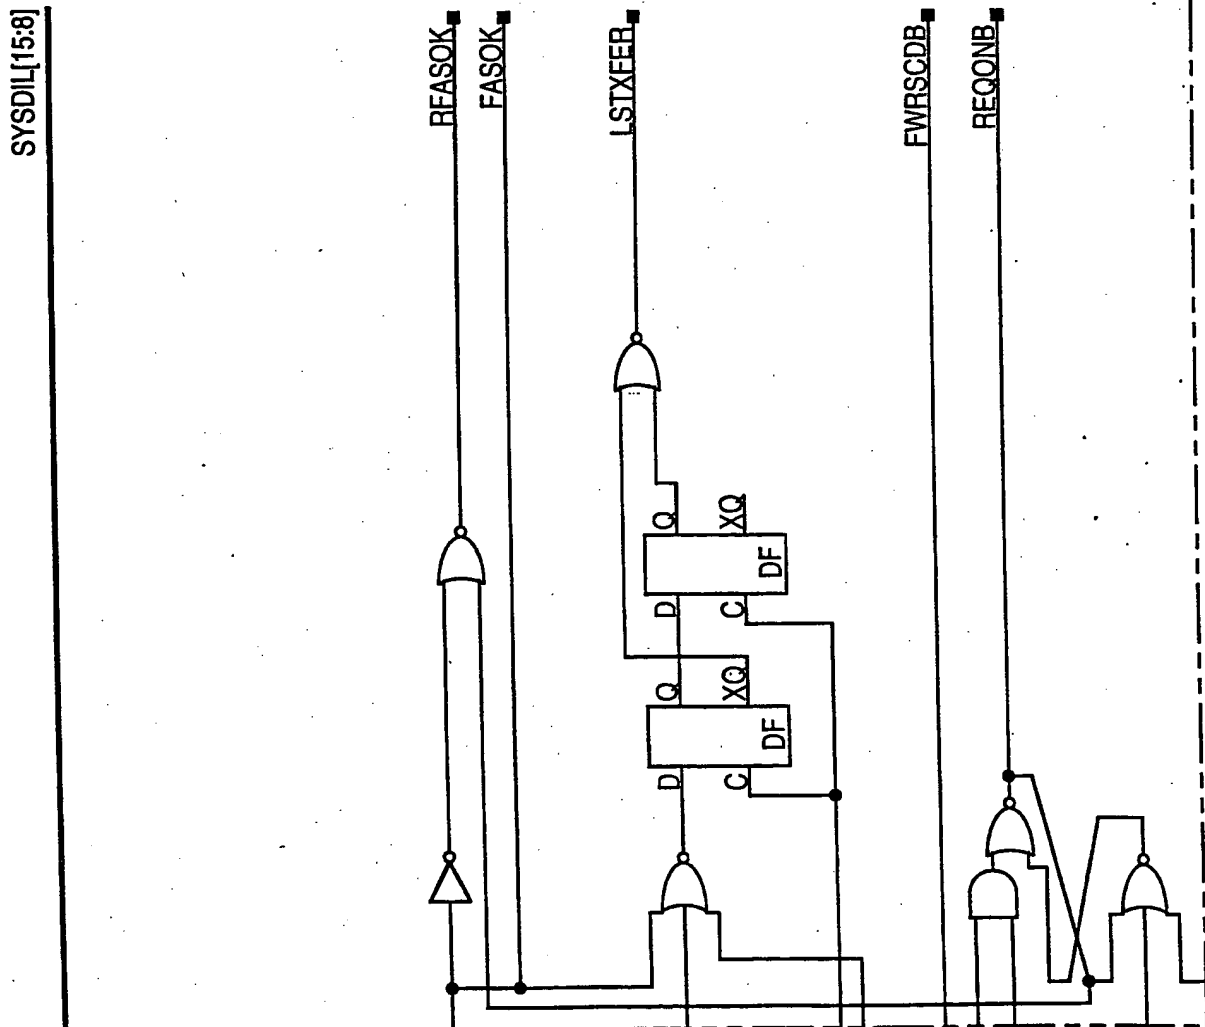 SYSDIL[15:8]
RFASOK
FASOK
LSTXFER
FWRSCDB
REQONB
Q
XQ
DF
D
C
Q
XQ
DF
D
C